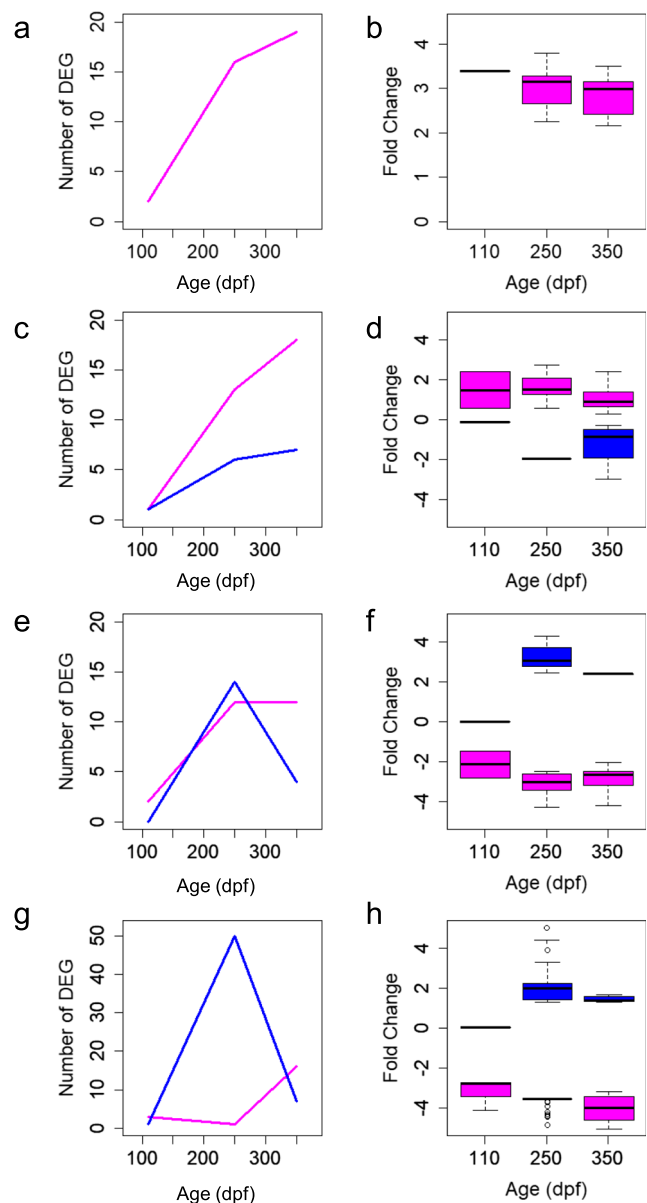 a
Number of DEG
0 5 10 15 20
100 200 300
Age (dpf)
b
Fold Change
0 1 2 3 4
110 250 350
Age (dpf)
c
Number of DEG
0 5 10 15 20
100 200 300
Age (dpf)
d
Fold Change
-4 -2 0 2 4
110 250 350
Age (dpf)
e
Number of DEG
0 5 10 15 20
100 200 300
Age (dpf)
f
Fold Change
-4 -2 0 2 4
110 250 350
Age (dpf)
g
Number of DEG
0 10 20 30 40 50
100 200 300
Age (dpf)
h
Fold Change
-4 -2 0 2 4
110 250 350
Age (dpf)